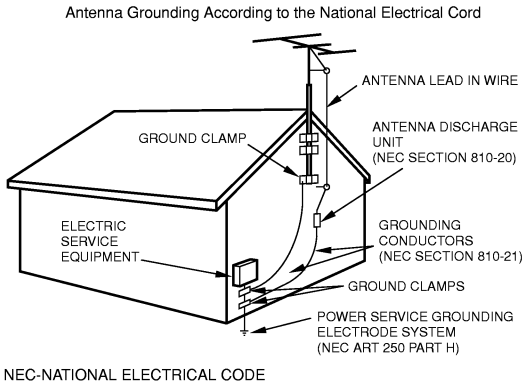 Antenna Grounding According to the National Electrical Cord
ANTENNA LEAD IN WIRE
GROUND CLAMP
ANTENNA DISCHARGE
UNIT
(NEC SECTION 810-20)
ELECTRIC
SERVICE
EQUIPMENT
GROUNDING
CONDUCTORS
(NEC SECTION 810-21)
GROUND CLAMPS
POWER SERVICE GROUNDING
ELECTRODE SYSTEM
(NEC ART 250 PART H)
NEC-NATIONAL ELECTRICAL CODE